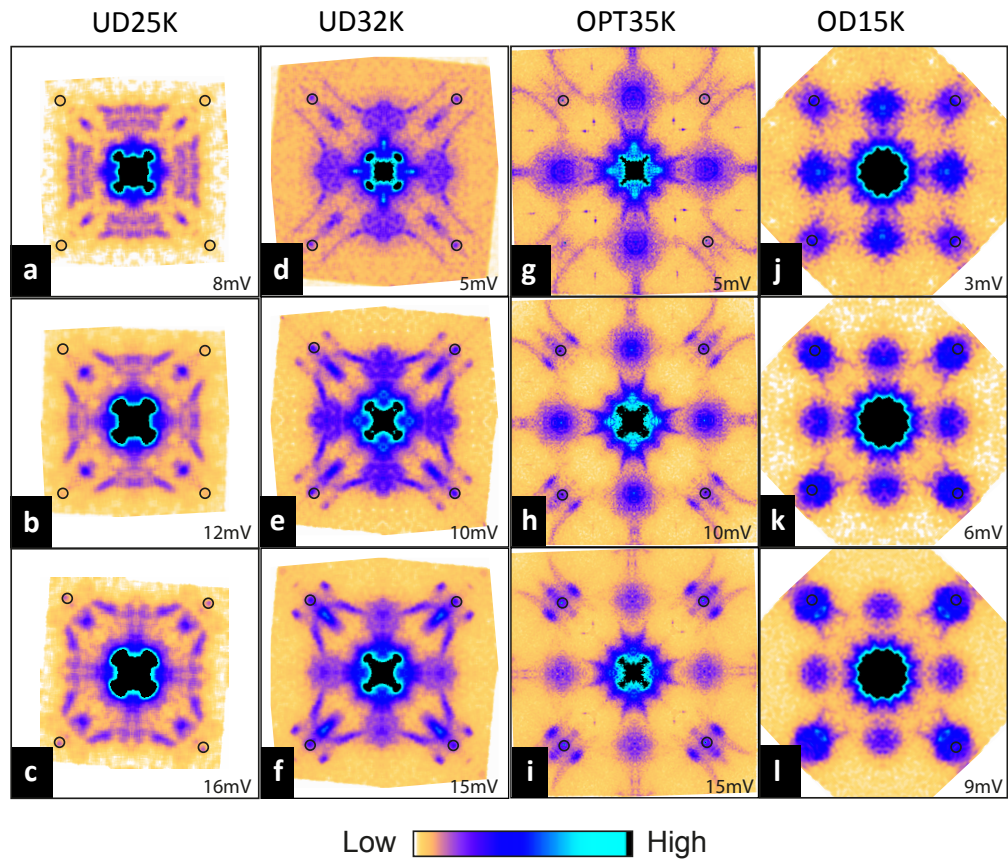 UD25K UD32K OPT35K OD15K
a 8mV d 5mV g 5mV j 3mV
b 12mV e 10mV h 10mV k 6mV
c 16mV f 15mV i 15mV l 9mV
Low High